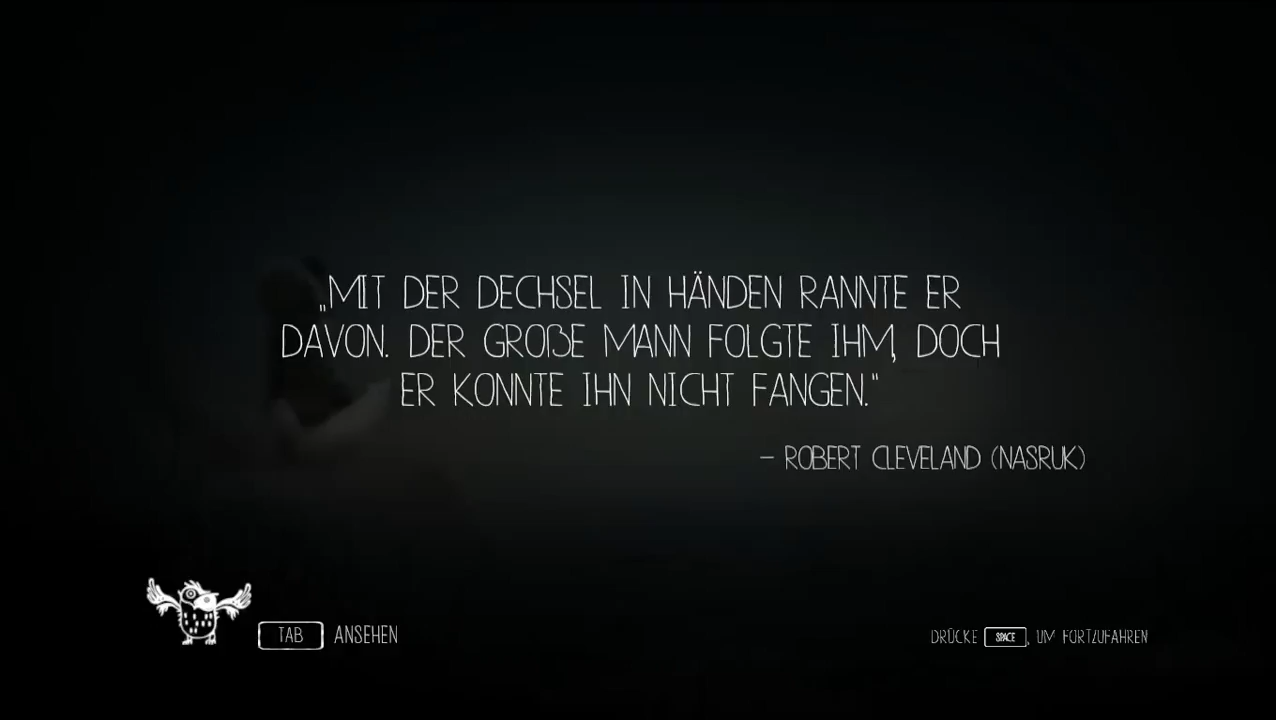 „MIT DER DECHSEL IN HÄNDEN RANNTE ER
DAVON. DER GROßE MANN FOLGTE IHM, DOCH
ER KONNTE IHN NICHT FANGEN.“
– ROBERT CLEVELAND (NASRUK)
TAB ANSEHEN
DRÜCKE SPACE, UM FORTZUFAHREN